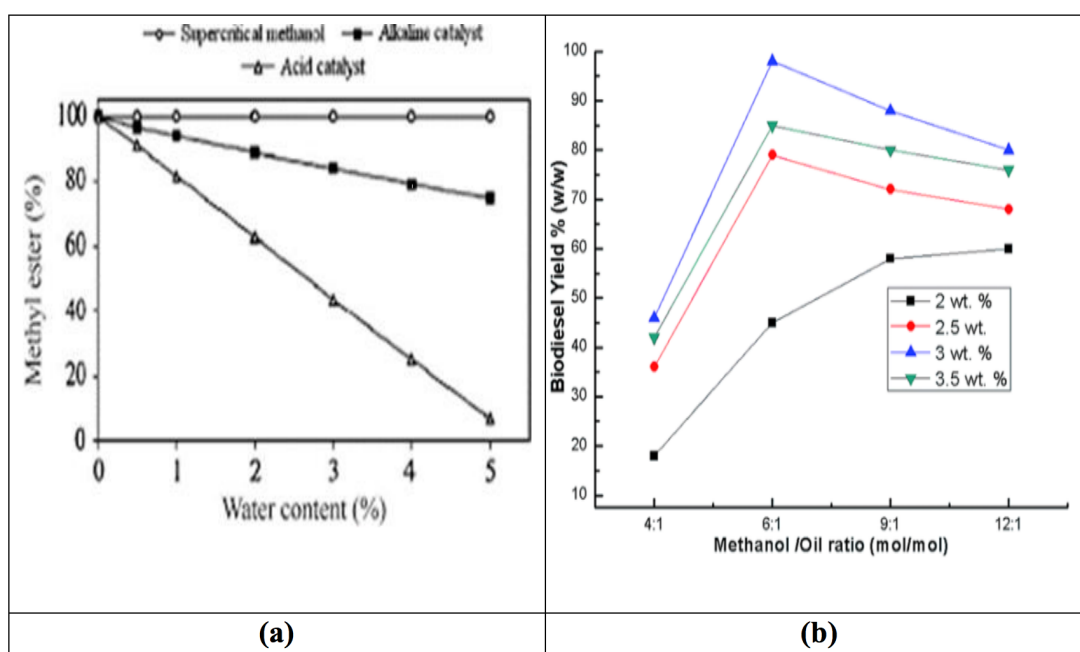 Supercritical methanol Alkaline catalyst
Acid catalyst
Methyl ester (%)
100
80
60
40
20
0
0 1 2 3 4 5
Water content (%)
(a)
Biodiesel Yield % (w/w)
100
90
80
70
60
50
40
30
20
10
2 wt. %
2.5 wt.
3 wt. %
3.5 wt. %
4:1 6:1 9:1 12:1
Methanol /Oil ratio (mol/mol)
(b)